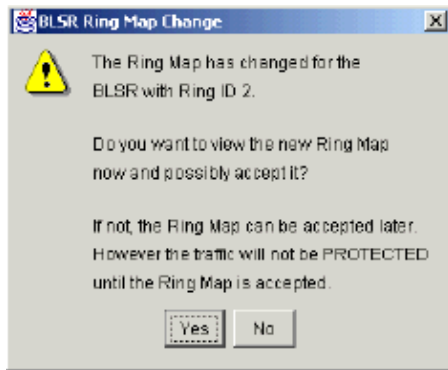 BLSR Ring Map Change
The Ring Map has changed for the
BLSR with Ring ID 2.
Do you want to view the new Ring Map
now and possibly accept it?
If not, the Ring Map can be accepted later.
However the traffic will not be PROTECTED
until the Ring Map is accepted.
Yes No